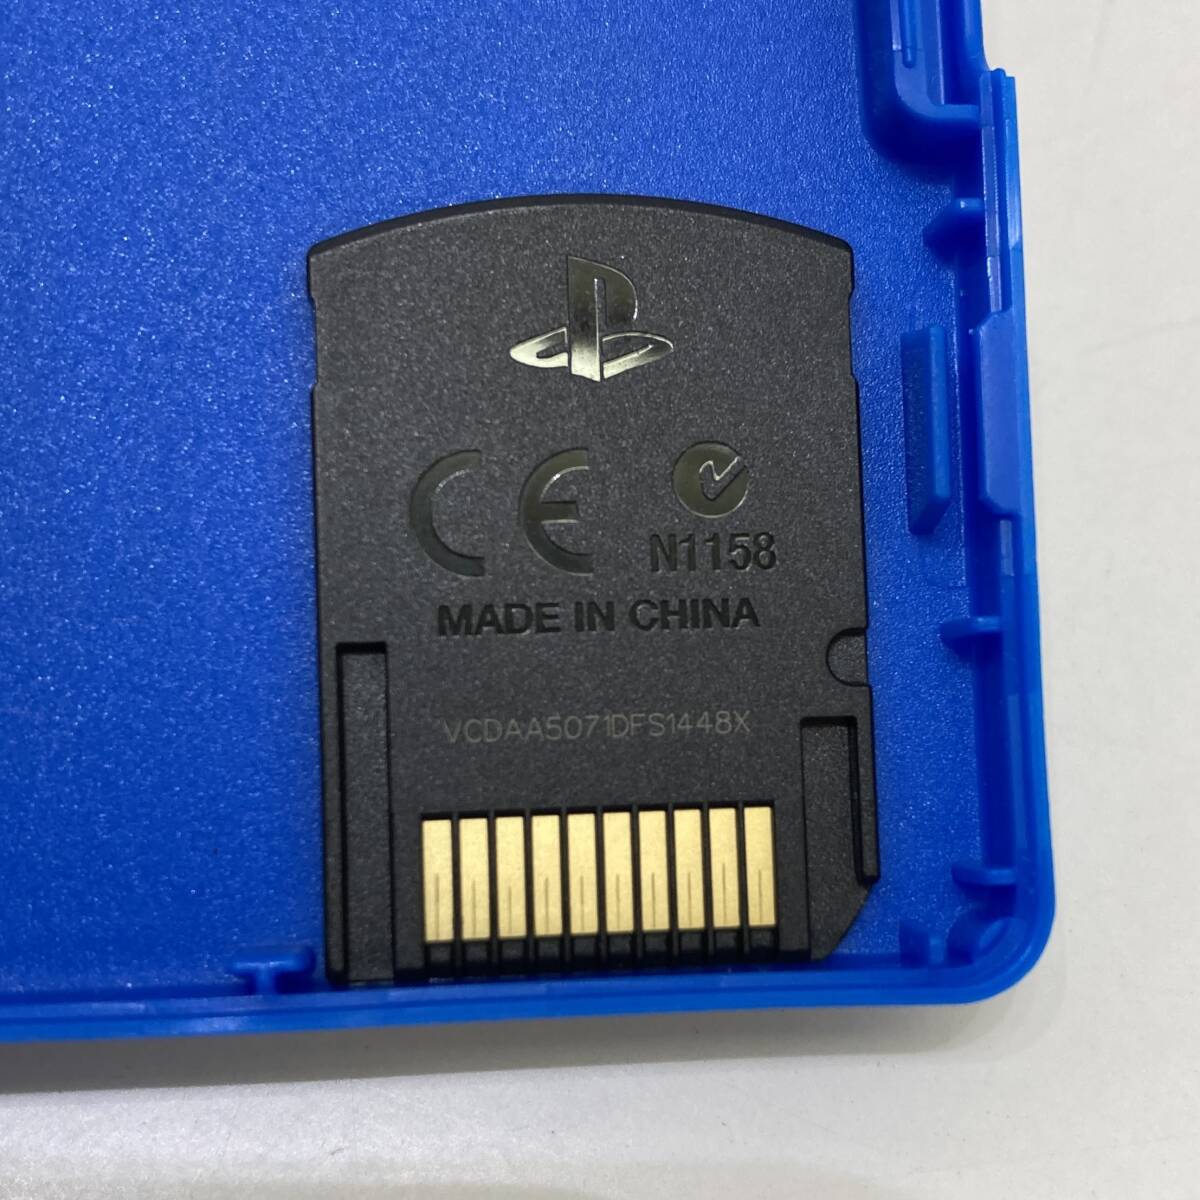 CE
N1158
MADE IN CHINA
VCDAA5071DFS1448X